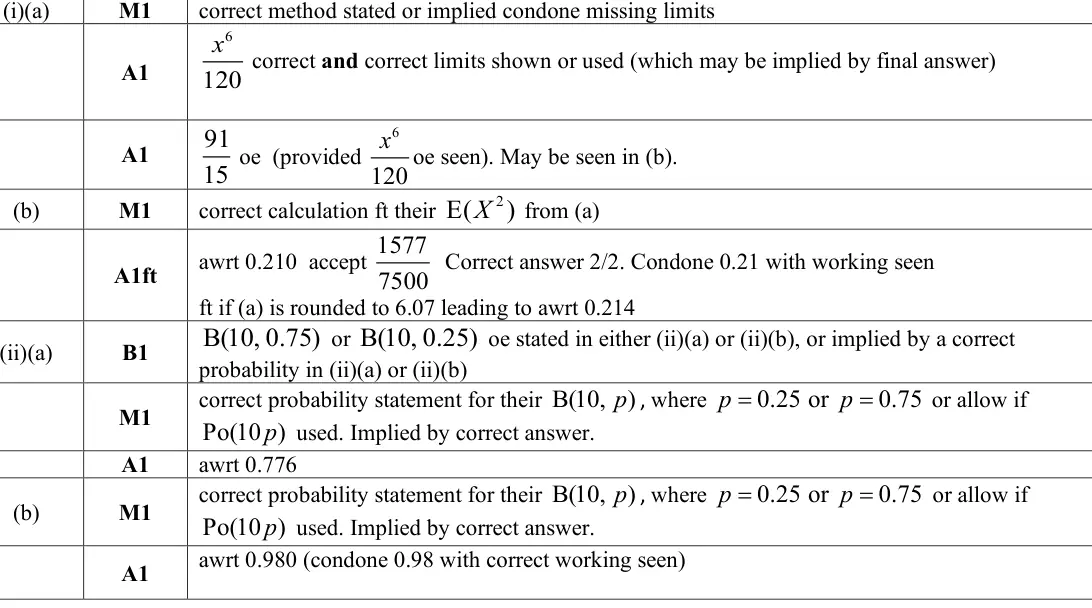 (i)(a) M1 correct method stated or implied condone missing limits
A1 x⁶/120 correct and correct limits shown or used (which may be implied by final answer)
A1 91/15 oe (provided x⁶/120 oe seen). May be seen in (b).
(b) M1 correct calculation ft their E(X²) from (a)
A1ft awrt 0.210 accept 1577/7500 Correct answer 2/2. Condone 0.21 with working seen
ft if (a) is rounded to 6.07 leading to awrt 0.214
(ii)(a) B1 B(10, 0.75) or B(10, 0.25) oe stated in either (ii)(a) or (ii)(b), or implied by a correct
probability in (ii)(a) or (ii)(b)
M1 correct probability statement for their B(10, p), where p = 0.25 or p = 0.75 or allow if
Po(10p) used. Implied by correct answer.
A1 awrt 0.776
(b) M1 correct probability statement for their B(10, p), where p = 0.25 or p = 0.75 or allow if
Po(10p) used. Implied by correct answer.
A1 awrt 0.980 (condone 0.98 with correct working seen)